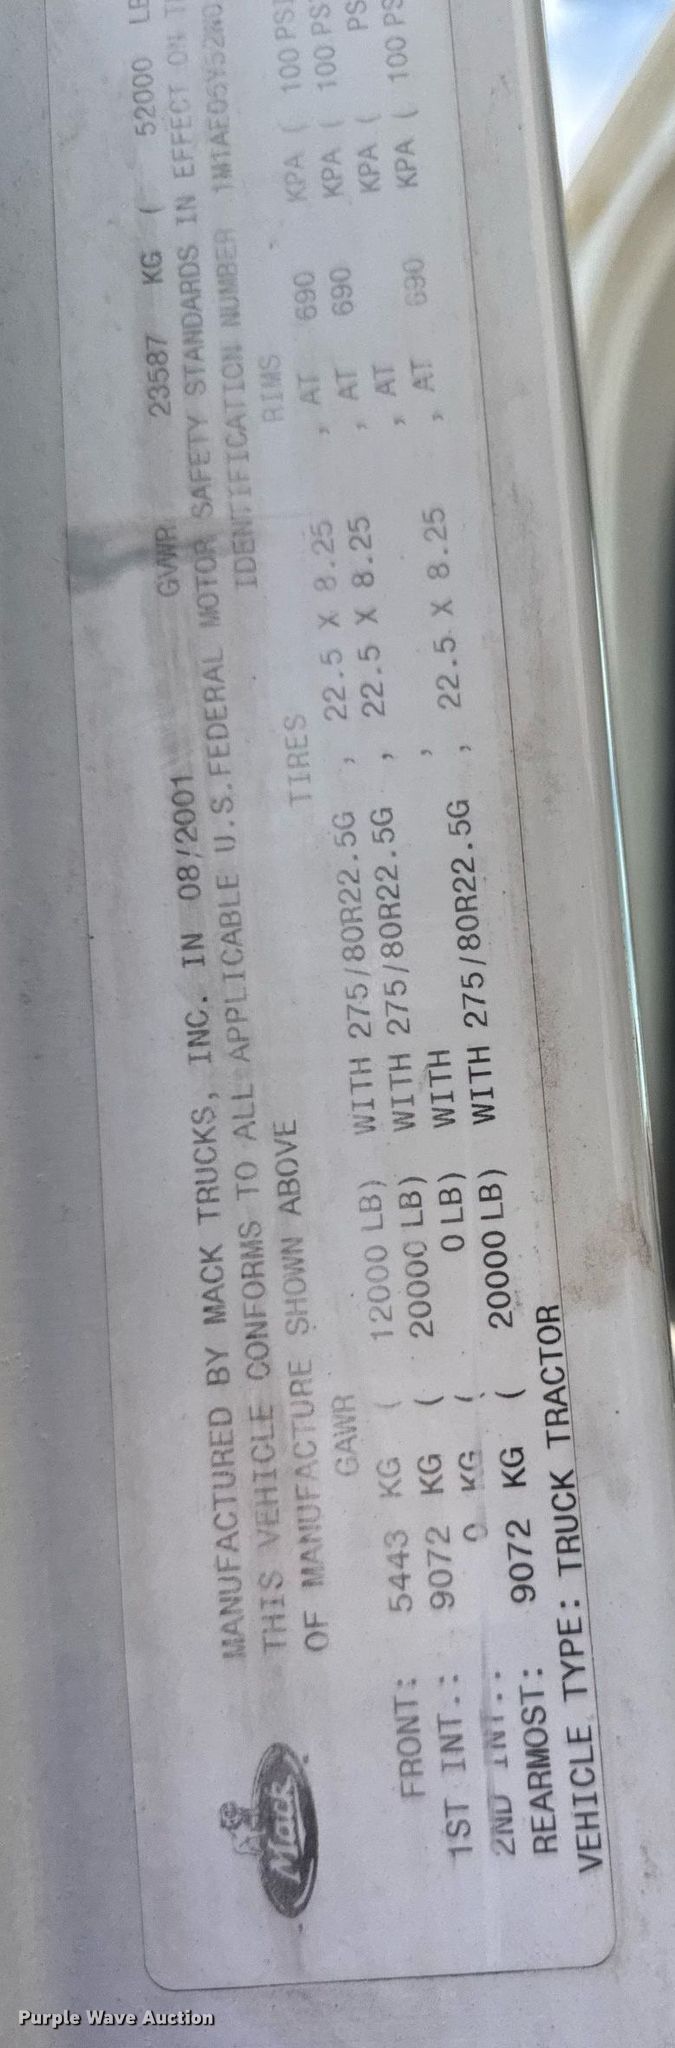 Mack
MANUFACTURED BY MACK TRUCKS, INC. IN 08/2001 GVWR 23587 KG ( 52000 LB
THIS VEHICLE CONFORMS TO ALL APPLICABLE U.S. FEDERAL MOTOR SAFETY STANDARDS IN EFFECT ON
OF MANUFACTURE SHOWN ABOVE IDENTIFICATION NUMBER
GAWR TIRES RIMS
FRONT: 5443 KG ( 12000 LB) WITH 275/80R22.5G , 22.5 X 8.25 , AT 690 KPA ( 100 PSI
1ST INT.: 9072 KG ( 20000 LB) WITH 275/80R22.5G , 22.5 X 8.25 , AT 690 KPA ( 100 PSI
2ND INT.: 0 KG ( 0 LB) WITH , , AT KPA ( PS
REARMOST: 9072 KG ( 20000 LB) WITH 275/80R22.5G , 22.5 X 8.25 , AT 690 KPA ( 100 PS
VEHICLE TYPE: TRUCK TRACTOR
Purple Wave Auction